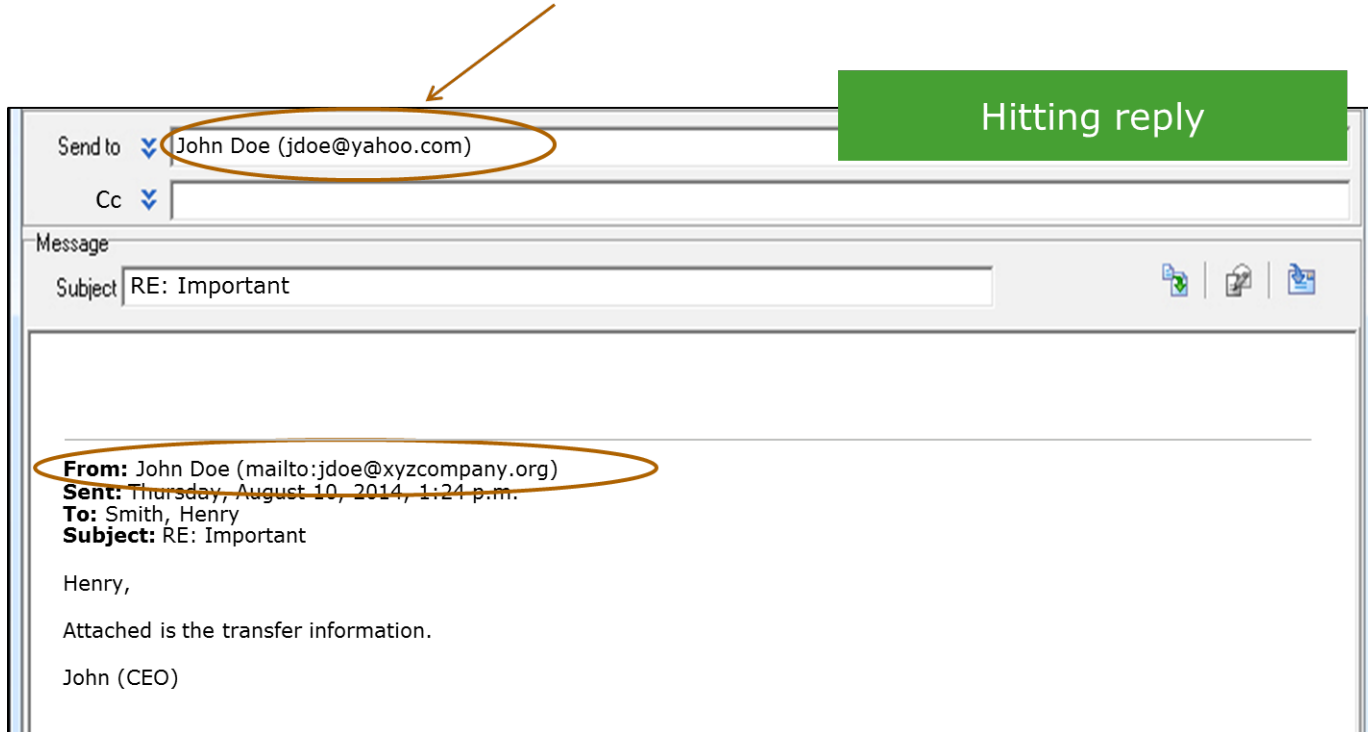 Hitting reply
Send to John Doe (jdoe@yahoo.com)
Cc
Message
Subject RE: Important
From: John Doe (mailto:jdoe@xyzcompany.org)
Sent: Thursday, August 10, 2014, 1:24 p.m.
To: Smith, Henry
Subject: RE: Important
Henry,
Attached is the transfer information.
John (CEO)